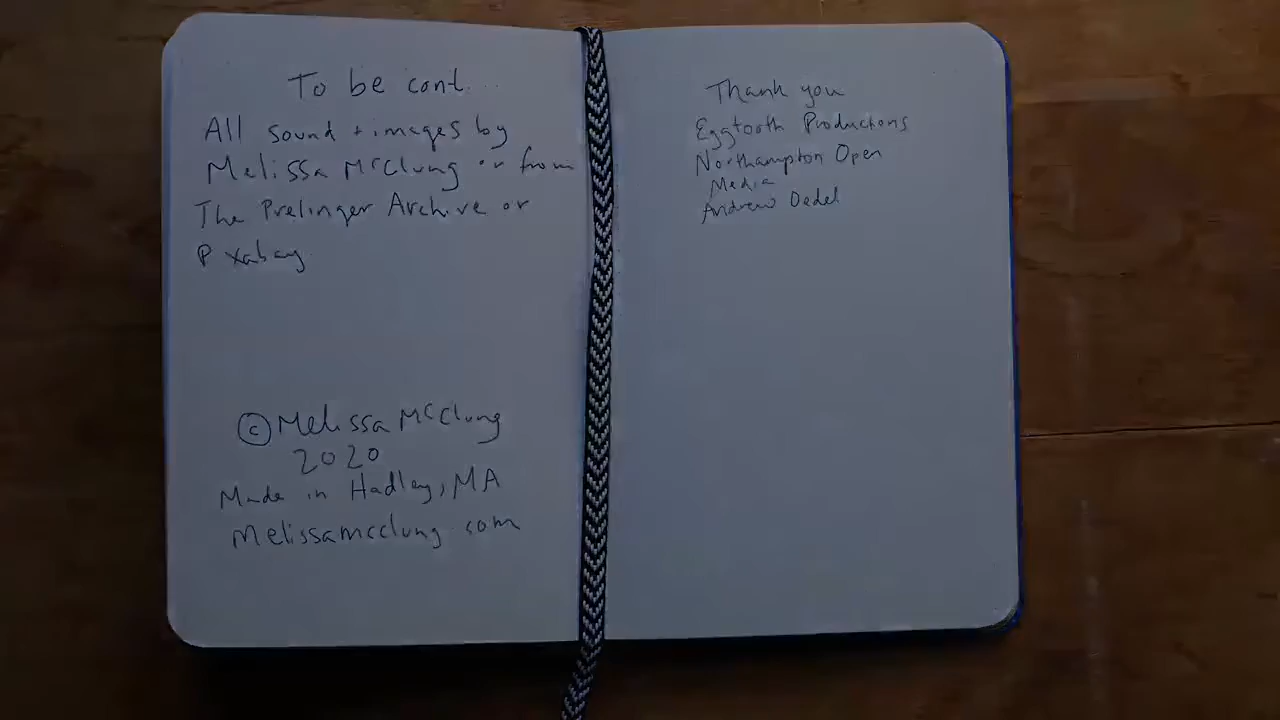 To be cont...
All sound + images by
Melissa McClung or from
The Prelinger Archive or
Pixabay
© Melissa McClung
2020
Made in Hadley, MA
Melissamcclung.com
Thank you
Eggtooth Productions
Northampton Open
Media
Andrew Oedel